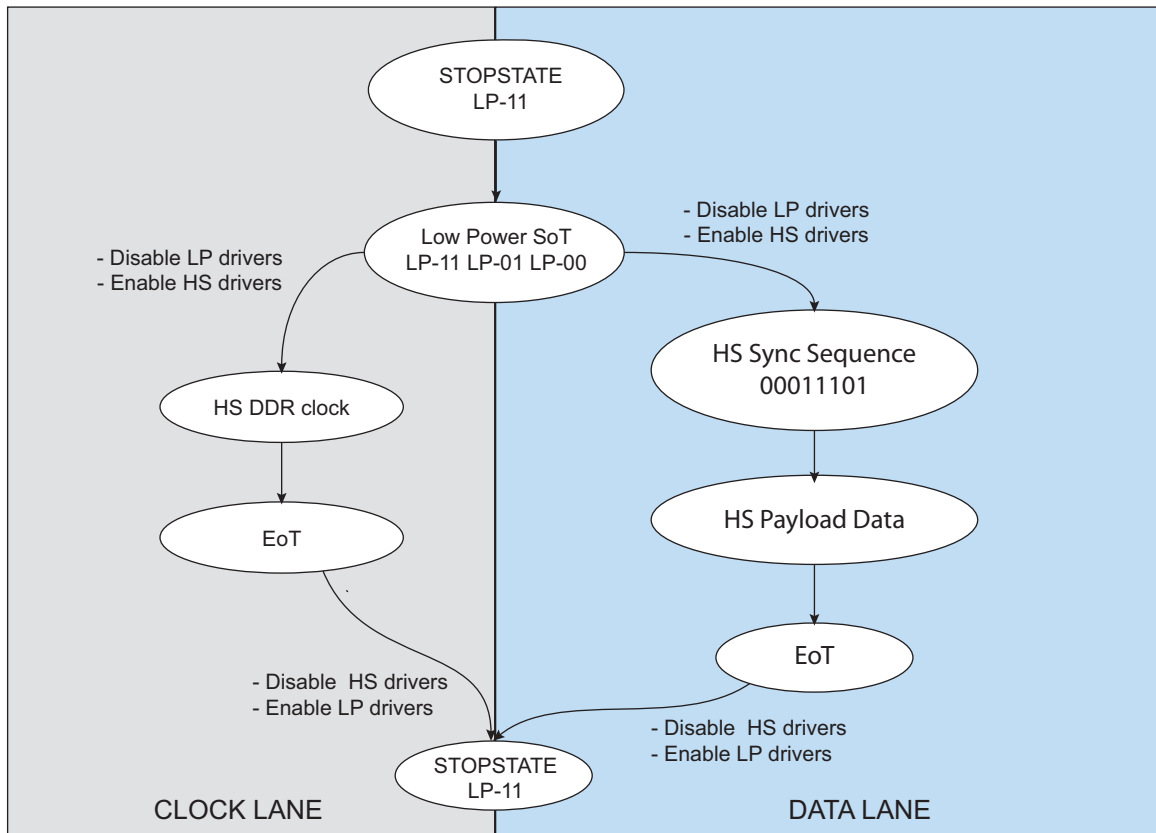 STOPSTATE
LP-11
- Disable LP drivers
- Enable HS drivers
Low Power SoT
LP-11 LP-01 LP-00
- Disable LP drivers
- Enable HS drivers
HS Sync Sequence
00011101
HS DDR clock
HS Payload Data
EoT
EoT
- Disable HS drivers
- Enable LP drivers
- Disable HS drivers
- Enable LP drivers
STOPSTATE
LP-11
CLOCK LANE
DATA LANE